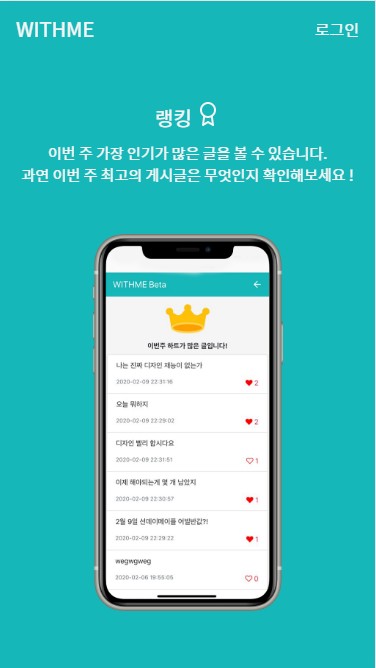 WITHME
로그인
랭킹
이번 주 가장 인기가 많은 글을 볼 수 있습니다.
과연 이번 주 최고의 게시글은 무엇인지 확인해보세요 !
WITHME Beta
이번주 하트가 많은 글입니다!
나는 진짜 디자인 재능이 없는가
2020-02-09 22:31:16
2
오늘 뭐하지
2020-02-09 22:29:02
2
디자인 빨리 합시다요
2020-02-09 22:31:51
1
이제 해야되는게 몇 개 남았지
2020-02-09 22:30:57
1
2월 9일 선데이메이플 어땠반값?!
2020-02-09 22:29:22
1
wegwgweg
2020-02-06 19:56:06
0